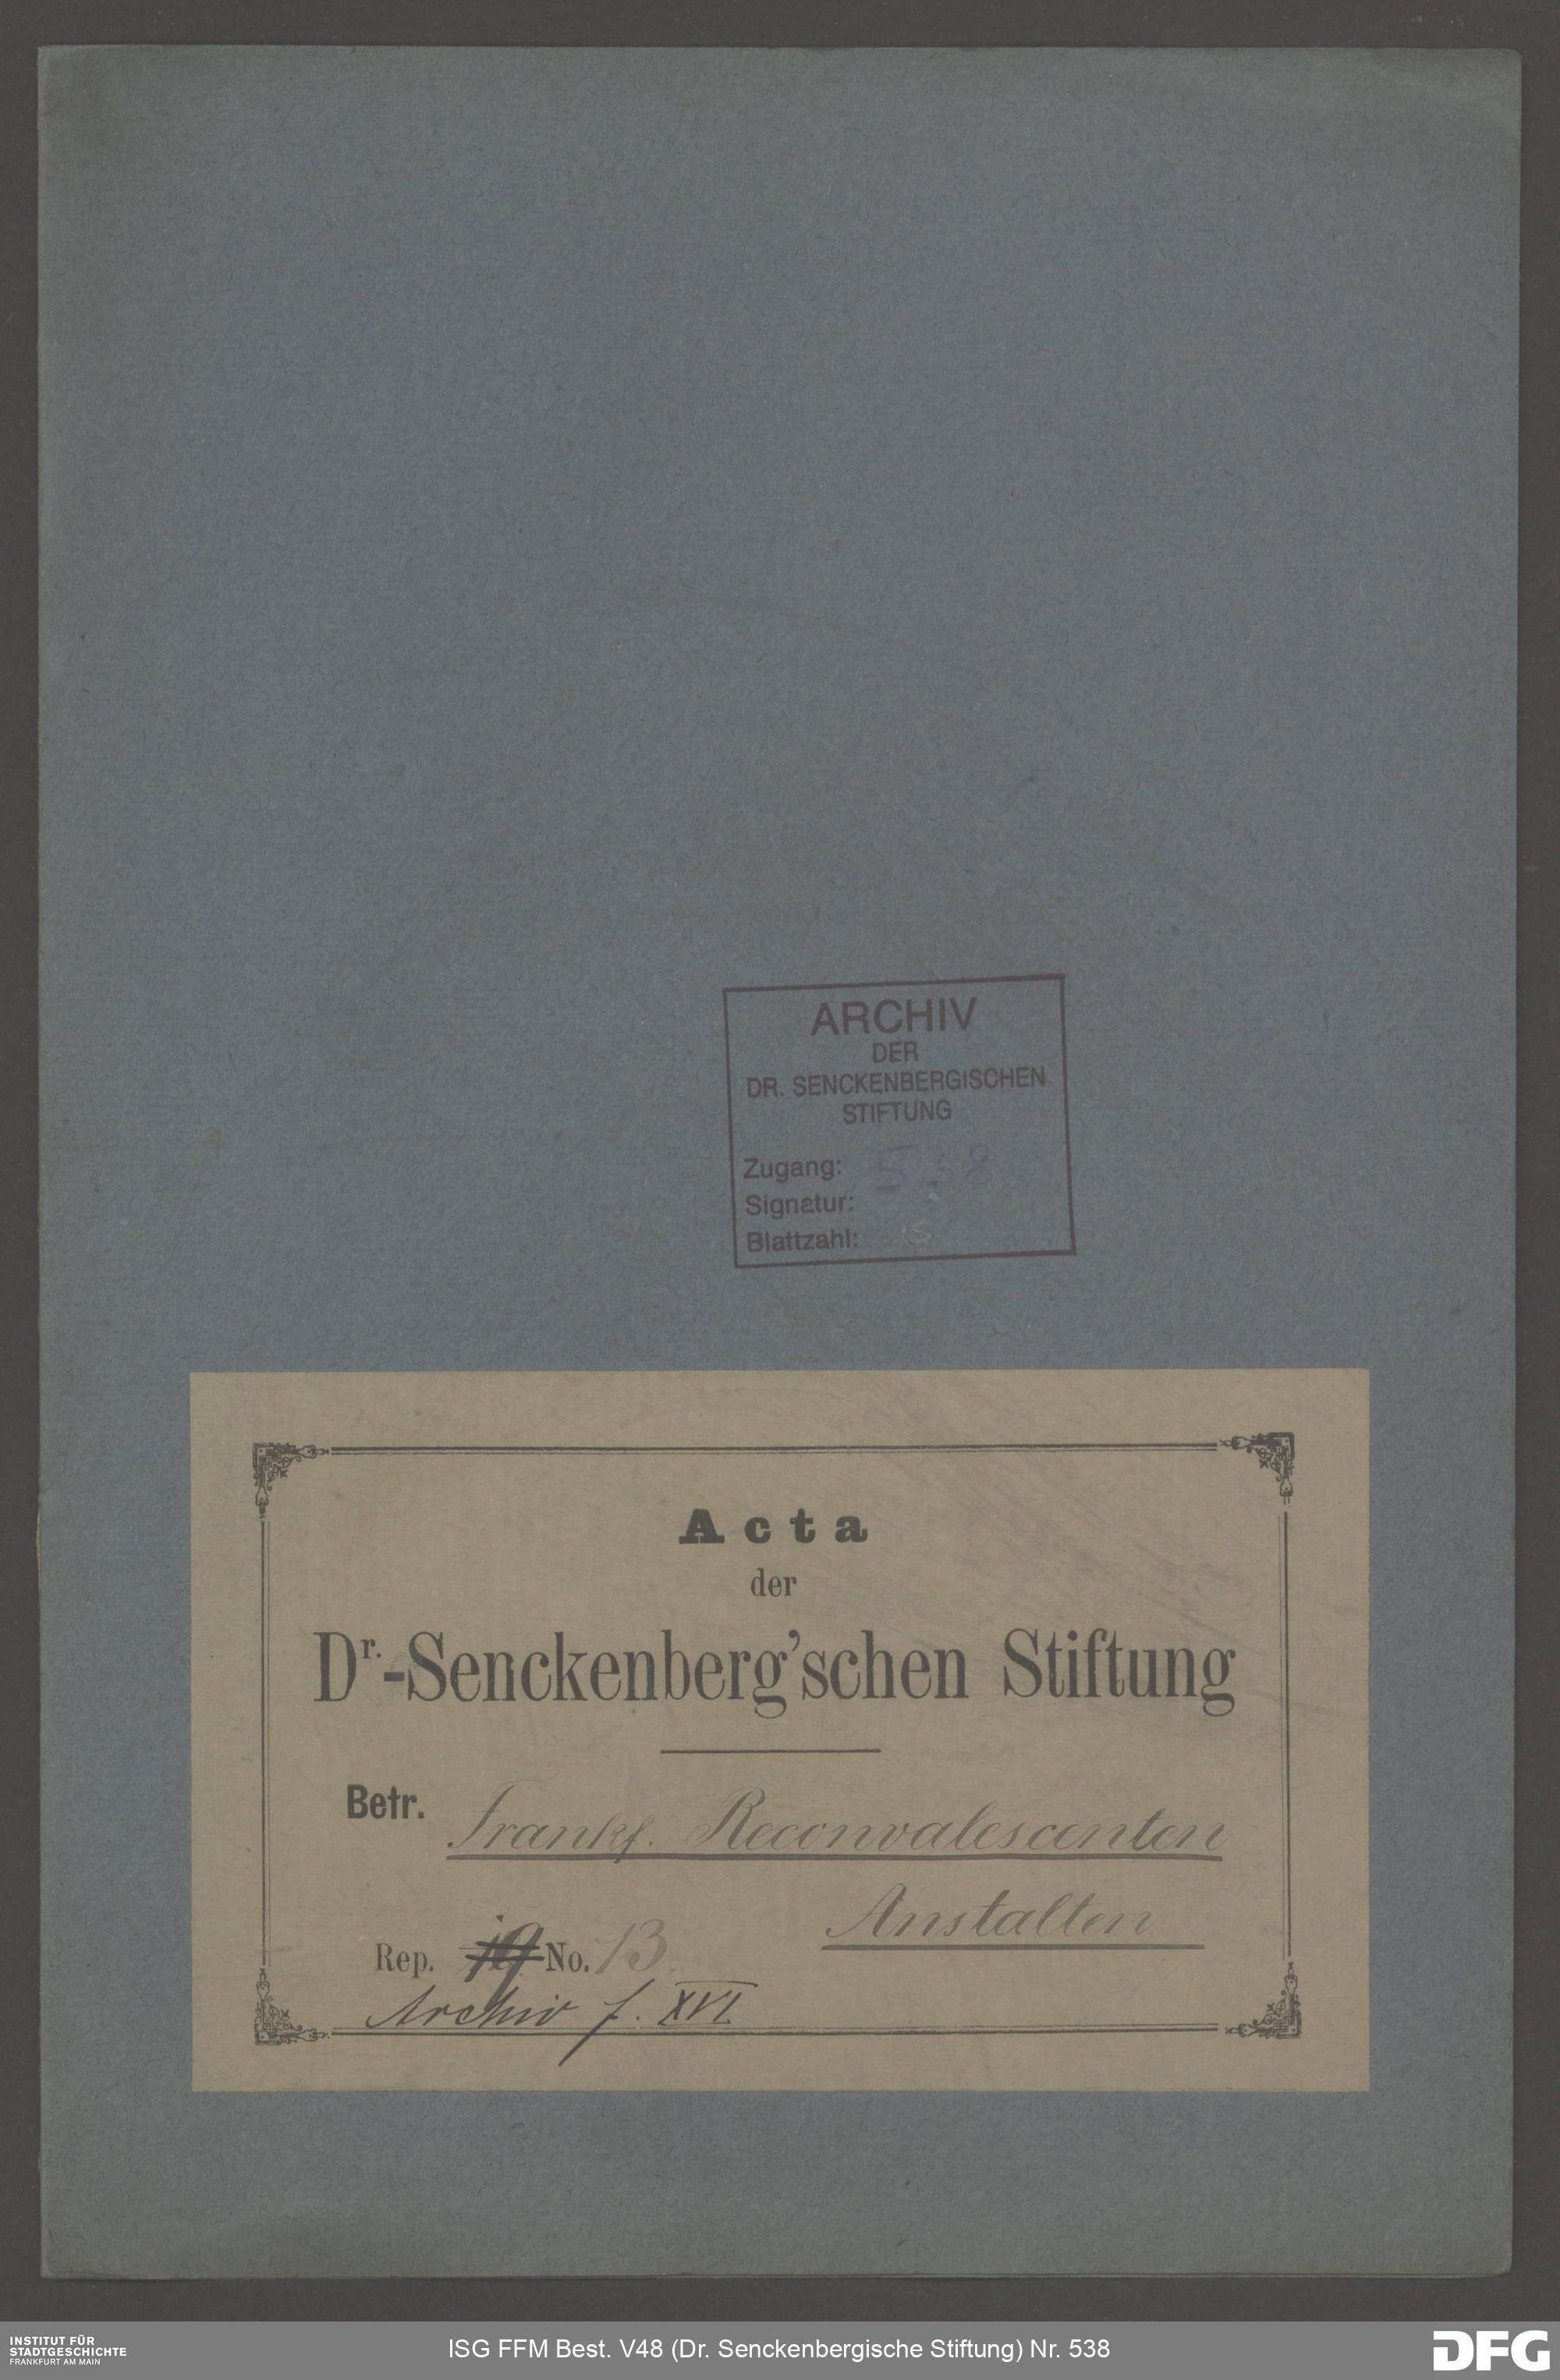 ARCHIV
DER
DR. SENCKENBERGISCHEN
STIFTUNG
Zugang: 538
Signatur:
Blattzahl: 15
Acta
der
Dr.-Senckenberg'schen Stiftung
Betr. Frankf. Reconvalescenten
Anstalten
Rep. No. 13
Archiv f. XVI
INSTITUT FÜR
STADTGESCHICHTE
FRANKFURT AM MAIN
ISG FFM Best. V48 (Dr. Senckenbergische Stiftung) Nr. 538
DFG